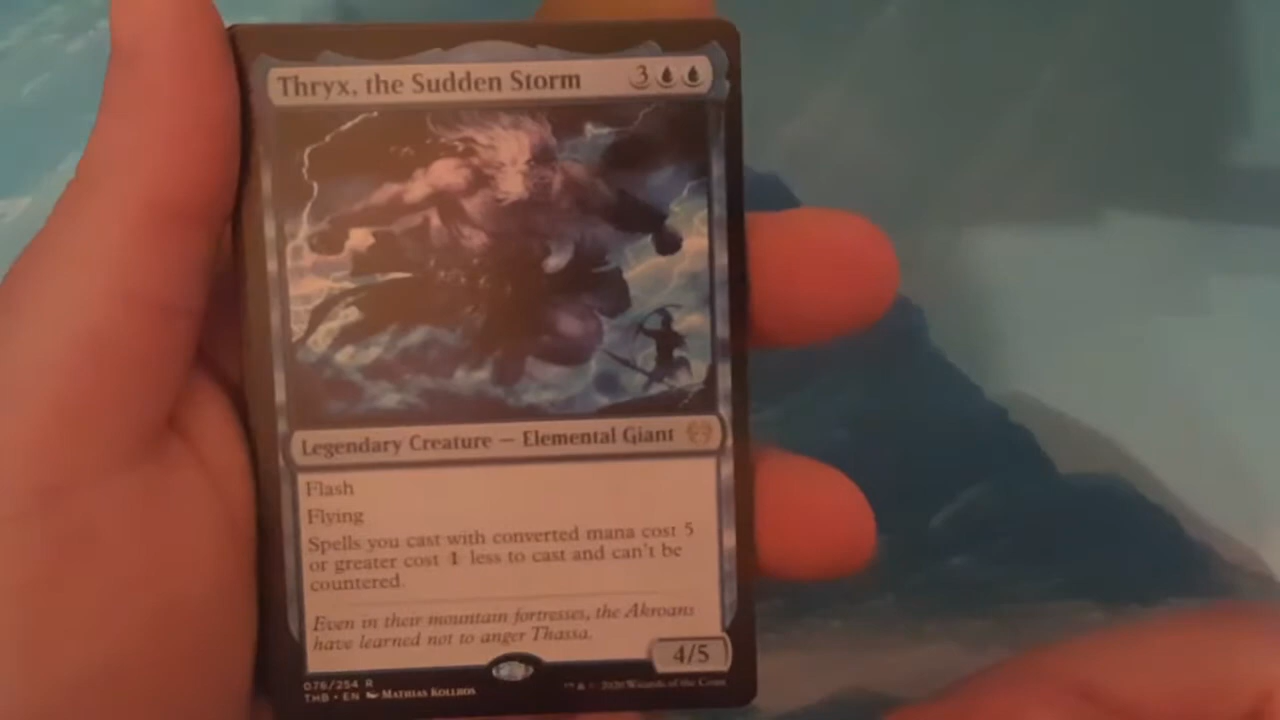 Thryx, the Sudden Storm 3
Legendary Creature — Elemental Giant
Flash
Flying
Spells you cast with converted mana cost 5
or greater cost 1 less to cast and can't be
countered.
Even in their mountain fortresses, the Akroans
have learned not to anger Thassa.
4/5
076/254 R
THB • EN MATHIAS KOLLROS
™ & © 2020 Wizards of the Coast